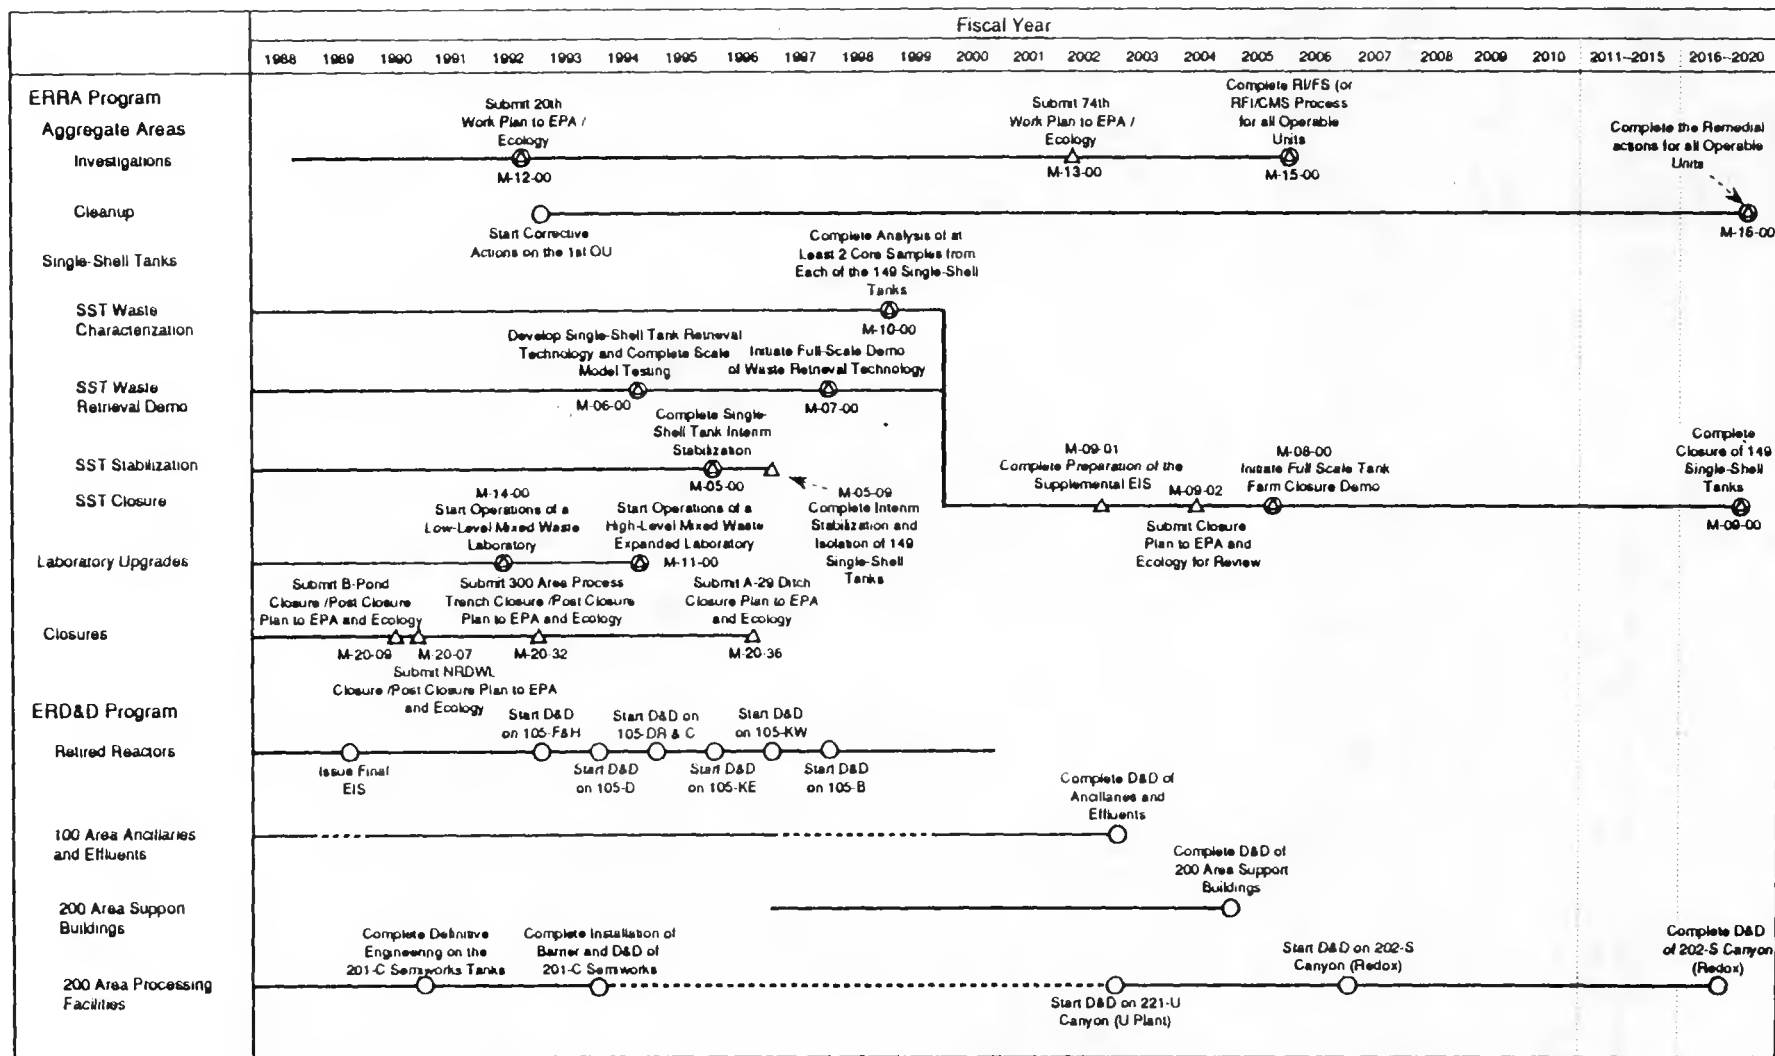 Fiscal Year
1988 1989 1990 1991 1992 1993 1994 1995 1996 1997 1998 1999 2000 2001 2002 2003 2004 2005 2006 2007 2008 2009 2010 2011--2015 2016--2020
ERRA Program
Aggregate Areas
Investigations
Submit 20th
Work Plan to EPA /
Ecology
M-12-00
Submit 74th
Work Plan to EPA /
Ecology
M-13-00
Complete RI/FS (or
RFI/CMS Process
for all Operable
Units
M-15-00
Complete the Remedial
actions for all Operable
Units
Cleanup
Start Corrective
Actions on the 1st OU
M-16-00
Single-Shell Tanks
SST Waste
Characterization
Complete Analysis of at
Least 2 Core Samples from
Each of the 149 Single-Shell
Tanks
M-10-00
SST Waste
Retrieval Demo
Develop Single-Shell Tank Retrieval
Technology and Complete Scale
Model Testing
M-06-00
Initiate Full-Scale Demo
of Waste Retrieval Technology
M-07-00
SST Stabilization
Complete Single-
Shell Tank Interim
Stabilization
M-05-00
M-05-09
Complete Interim
Stabilization and
Isolation of 149
Single-Shell
Tanks
SST Closure
M-09-01
Complete Preparation of the
Supplemental EIS
M-09-02
Submit Closure
Plan to EPA and
Ecology for Review
M-08-00
Initiate Full Scale Tank
Farm Closure Demo
Complete
Closure of 149
Single-Shell
Tanks
M-09-00
Laboratory Upgrades
M-14-00
Start Operations of a
Low-Level Mixed Waste
Laboratory
Start Operations of a
High-Level Mixed Waste
Expanded Laboratory
M-11-00
Closures
Submit B-Pond
Closure /Post Closure
Plan to EPA and Ecology
M-20-09
M-20-07
Submit NRDWL
Closure /Post Closure Plan to EPA
and Ecology
Submit 300 Area Process
Trench Closure /Post Closure
Plan to EPA and Ecology
M-20-32
Submit A-29 Ditch
Closure Plan to EPA
and Ecology
M-20-36
ERD&D Program
Retired Reactors
Issue Final
EIS
Start D&D
on 105-F&H
Start D&D
on 105-D
Start D&D on
105-DR & C
Start D&D
on 105-KE
Start D&D
on 105-KW
Start D&D
on 105-B
100 Area Ancillaries
and Effluents
Complete D&D of
Ancillaries and
Effluents
200 Area Support
Buildings
Complete D&D of
200 Area Support
Buildings
200 Area Processing
Facilities
Complete Definitive
Engineering on the
201-C Semiworks Tanks
Complete Installation of
Barrier and D&D of
201-C Semiworks
Start D&D on 221-U
Canyon (U Plant)
Start D&D on 202-S
Canyon (Redox)
Complete D&D
of 202-S Canyon
(Redox)